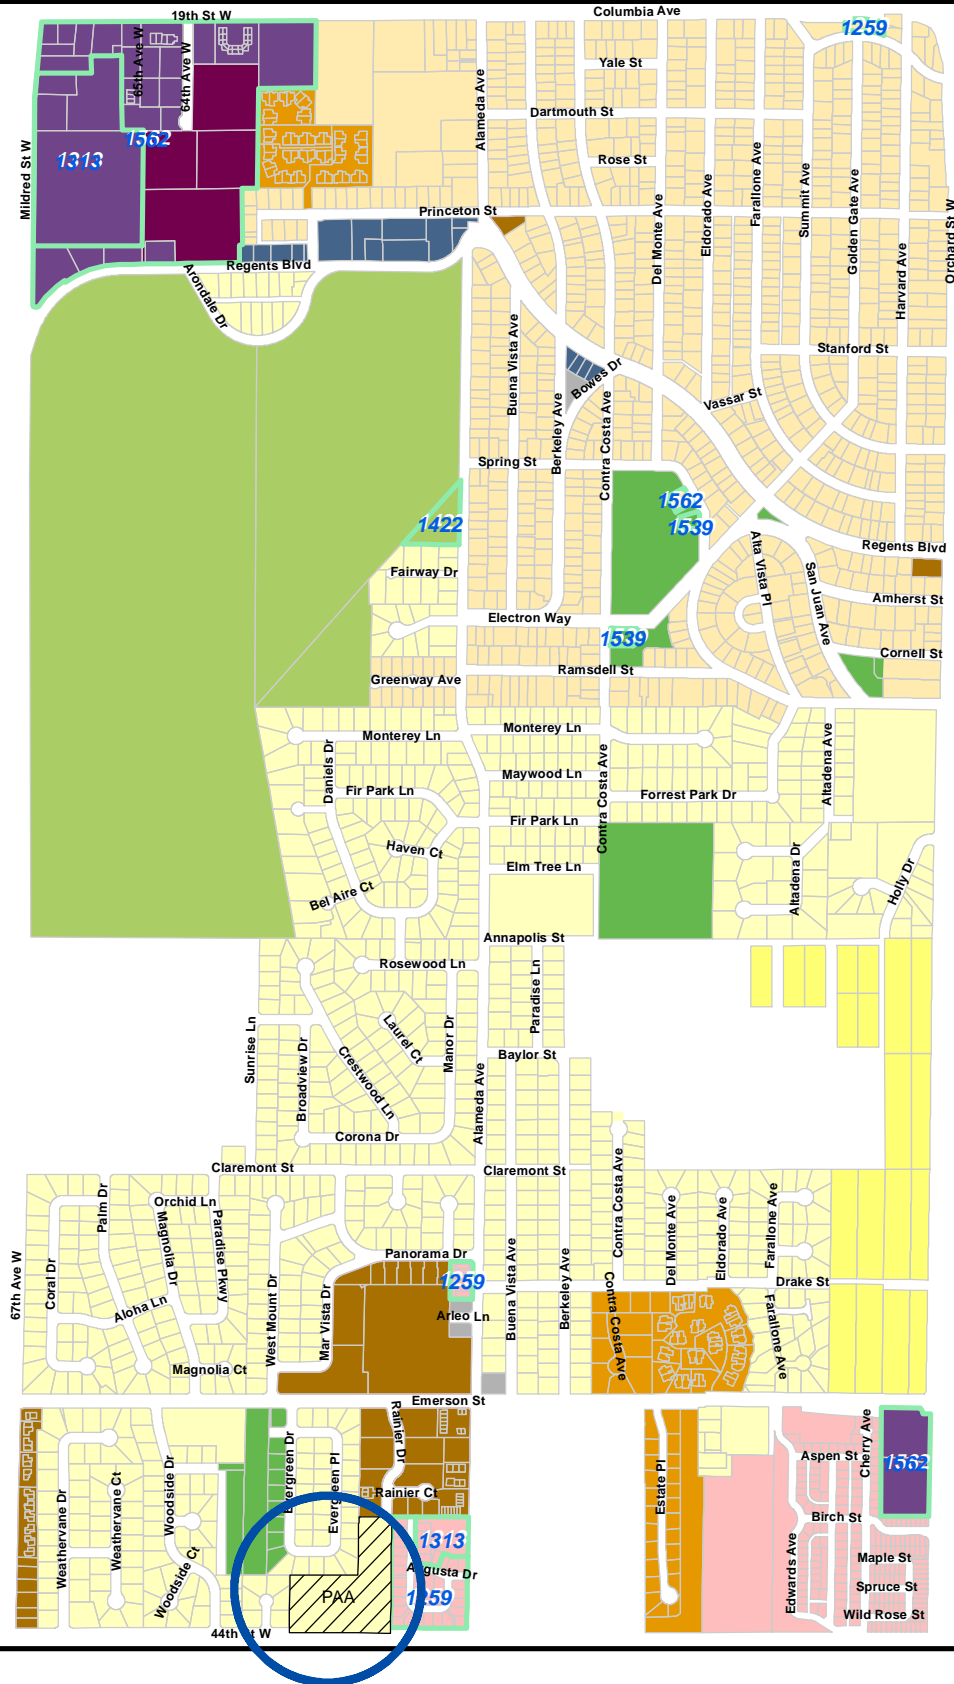 19th St W
Columbia Ave
1259
65th Ave W
64th Ave W
Yale St
Alameda Ave
Dartmouth St
1562
1313
Mildred St W
Rose St
Farallone Ave
Summit Ave
Eldorado Ave
Del Monte Ave
Golden Gate Ave
Harvard Ave
Orchard St W
Princeton St
Regents Blvd
Arondale Dr
Buena Vista Ave
Stanford St
Bowes Dr
Vassar St
Berkeley Ave
Contra Costa Ave
Spring St
1562
1422
1539
Alta Vista Pl
Regents Blvd
San Juan Ave
Fairway Dr
Amherst St
Electron Way
1539
Cornell St
Ramsdell St
Greenway Ave
Monterey Ln
Monterey Ln
Daniels Dr
Contra Costa Ave
Altadena Ave
Maywood Ln
Fir Park Ln
Forrest Park Dr
Fir Park Ln
Haven Ct
Elm Tree Ln
Altadena Dr
Holly Dr
Bel Aire Ct
Annapolis St
Rosewood Ln
Paradise Ln
Sunrise Ln
Broadview Dr
Laurel Ct
Crestwood Ln
Manor Dr
Baylor St
Alameda Ave
Corona Dr
Claremont St
Claremont St
Contra Costa Ave
Palm Dr
Orchid Ln
Magnolia Dr
Paradise Pkwy
Del Monte Ave
Eldorado Ave
Farallone Ave
67th Ave W
Coral Dr
Panorama Dr
1259
Buena Vista Ave
Berkeley Ave
Drake St
Aloha Ln
West Mount Dr
Mar Vista Dr
Arleo Ln
Contra Costa Ave
Farallone Ave
Magnolia Ct
Emerson St
Rainier Dr
Evergreen Dr
Evergreen Pl
Cherry Ave
Aspen St
1562
Woodside Dr
Weathervane Ct
Weathervane Dr
Rainier Ct
Estate Pl
Birch St
1313
Edwards Ave
Maple St
Woodside Ct
Augusta Dr
PAA
1259
Spruce St
Wild Rose St
44th St W